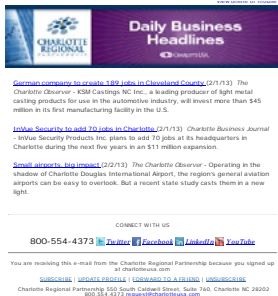 CHARLOTTE
REGIONAL
PARTNERSHIP
Daily Business
Headlines
German company to create 189 jobs in Cleveland County (2/1/13) The
Charlotte Observer - KSM Castings NC Inc., a leading producer of light metal
casting products for use in the automotive industry, will invest more than $45
million in its first manufacturing facility in the U.S.
InVue Security to add 70 jobs in Charlotte (2/1/13) Charlotte Business Journal
- InVue Security Products Inc. plans to add 70 jobs at its headquarters in
Charlotte during the next five years in an $11 million expansion.
Small airports, big impact (2/2/13) The Charlotte Observer - Operating in the
shadow of Charlotte Douglas International Airport, the region's general aviation
airports can be easy to overlook. But a recent state study casts them in a new
light.
CONNECT WITH US
800-554-4373 Twitter Facebook LinkedIn YouTube
You are receiving this e-mail from the Charlotte Regional Partnership because you signed up
at charlotteusa.com
SUBSCRIBE | UPDATE PROFILE | FORWARD TO A FRIEND | UNSUBSCRIBE
Charlotte Regional Partnership 550 South Caldwell Street, Suite 760, Charlotte NC 28202
800.554.4373 request@charlotteusa.com